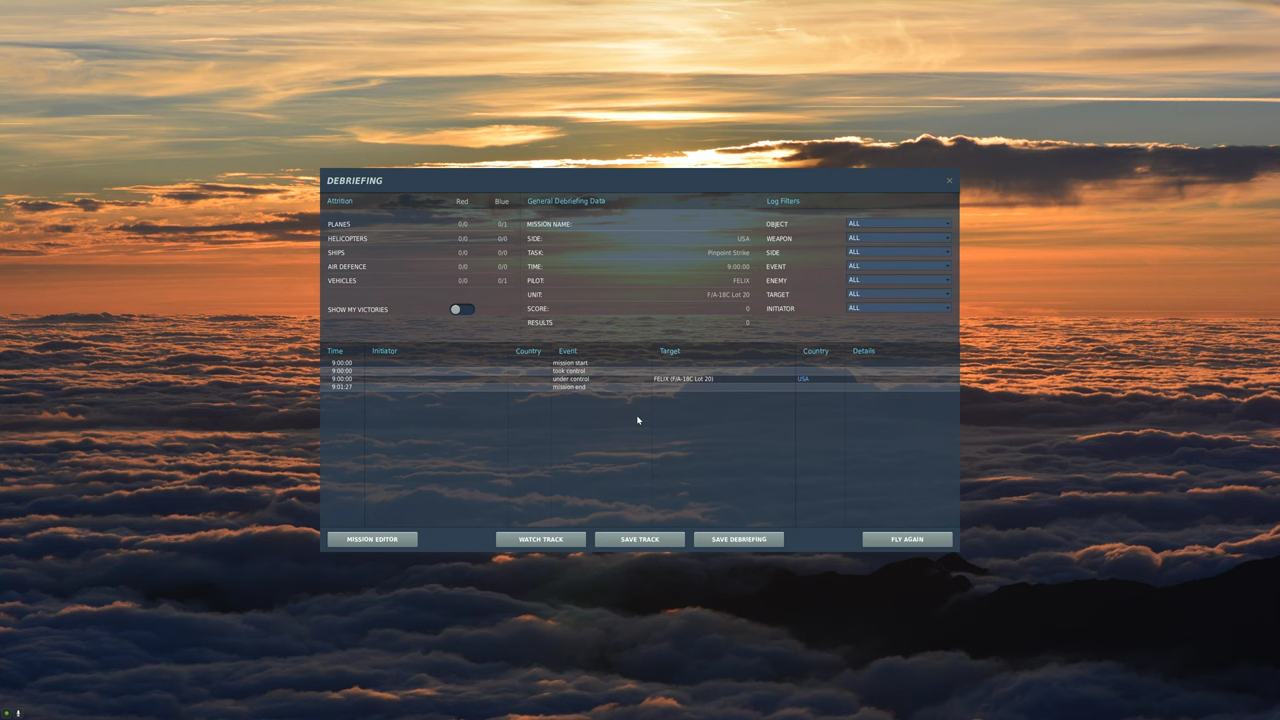 DEBRIEFING
Attrition Red Blue General Debriefing Data Log Filters
PLANES 0/0 0/1 MISSION NAME: OBJECT ALL
HELICOPTERS 0/0 0/0 SIDE: USA WEAPON ALL
SHIPS 0/0 0/0 TASK: Pinpoint Strike SIDE ALL
AIR DEFENCE 0/0 0/0 TIME: 9:00:00 EVENT ALL
VEHICLES 0/0 0/1 PILOT: FELIX ENEMY ALL
UNIT: F/A-18C Lot 20 TARGET ALL
SHOW MY VICTORIES SCORE: 0 INITIATOR ALL
RESULTS 0
Time Initiator Country Event Target Country Details
9:00:00 mission start
9:00:00 took control
9:00:00 under control FELIX (F/A-18C Lot 20) USA
9:01:27 mission end
MISSION EDITOR WATCH TRACK SAVE TRACK SAVE DEBRIEFING FLY AGAIN